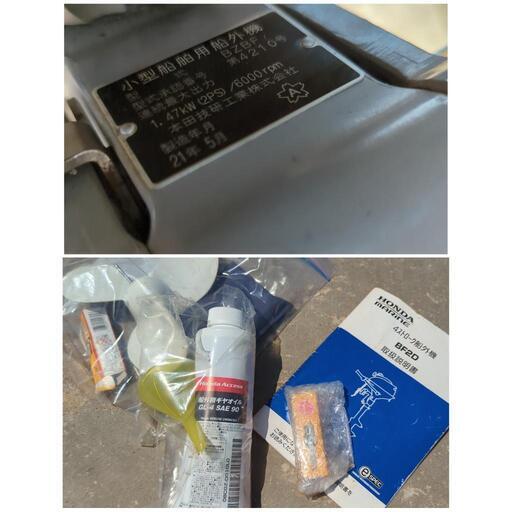 小型船舶用船外機
型式 BZBF
型式承認番号 第4216号
連続最大出力
1.47kW(2PS)/6000rpm
本田技研工業株式会社
製造年月
21年 5月
Honda Access
船外機ギヤオイル
GL-4 SAE 90
HONDA
MARINE
4ストローク船外機
BF2D
取扱説明書
e-SPEC